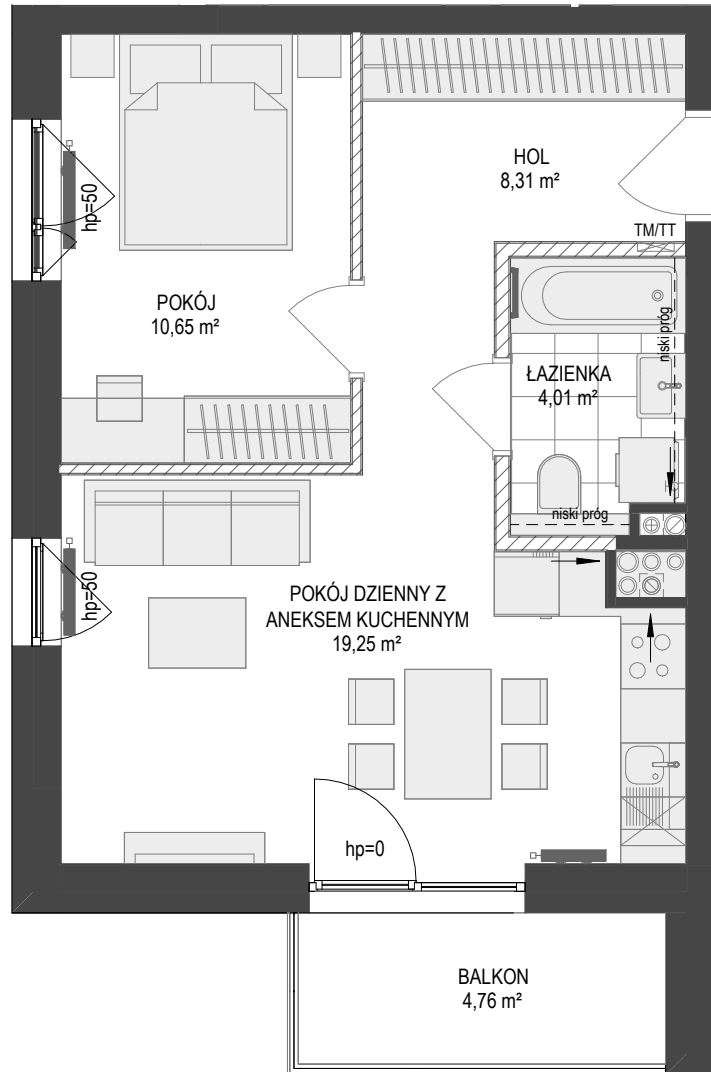 HOL
8,31 m²
TM/TT
hp=50
POKÓJ
10,65 m²
niski próg
ŁAZIENKA
4,01 m²
niski próg
hp=50
POKÓJ DZIENNY Z
ANEKSEM KUCHENNYM
19,25 m²
hp=0
BALKON
4,76 m²